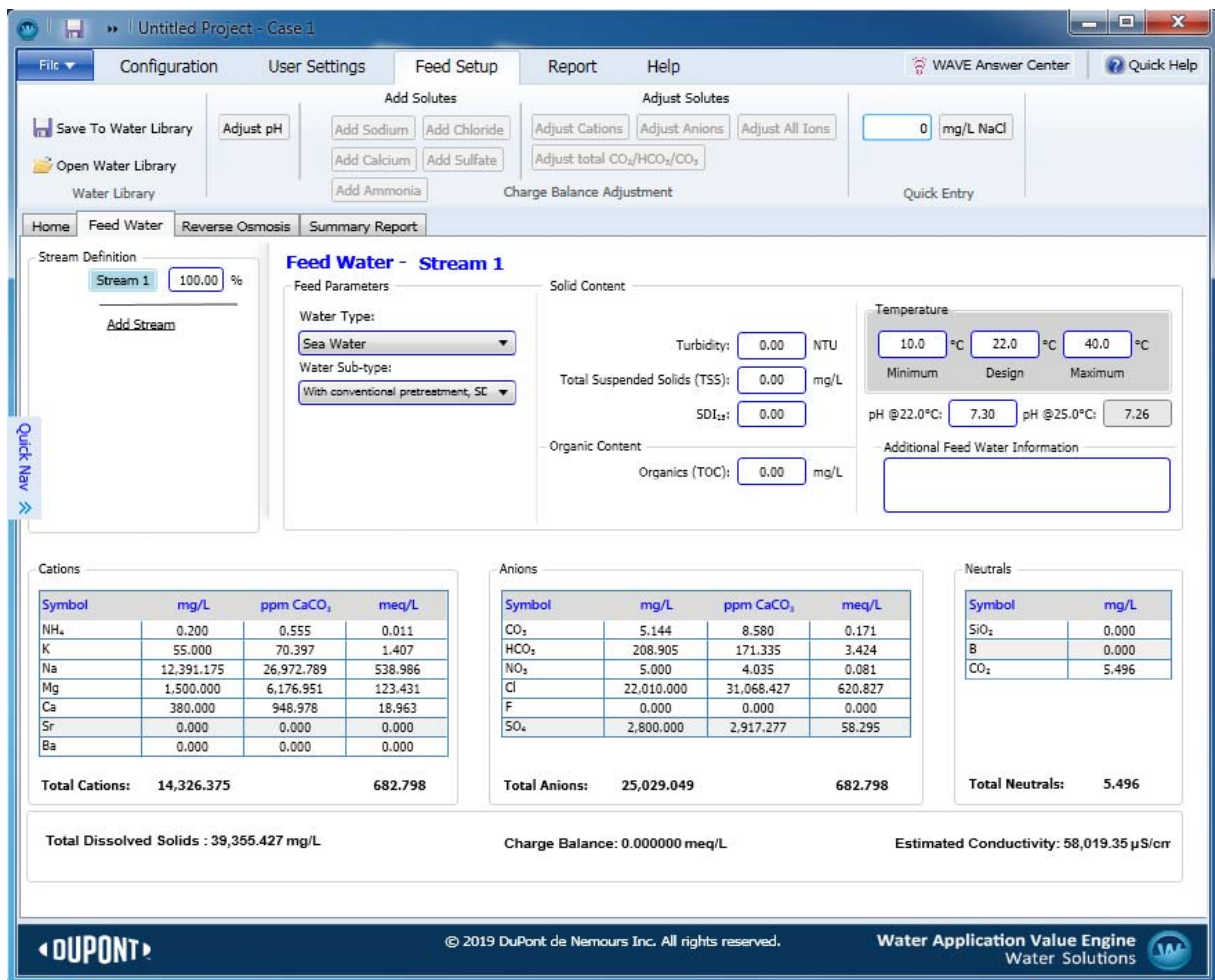 Untitled Project - Case 1
File Configuration User Settings Feed Setup Report Help WAVE Answer Center Quick Help
Add Solutes Adjust Solutes
Save To Water Library Adjust pH Add Sodium Add Chloride Adjust Cations Adjust Anions Adjust All Ions 0 mg/L NaCl
Open Water Library Add Calcium Add Sulfate Adjust total CO₂/HCO₃/CO₃
Water Library Add Ammonia Charge Balance Adjustment Quick Entry
Home Feed Water Reverse Osmosis Summary Report
Stream Definition
Stream 1 100.00 %
Add Stream
Quick Nav
Feed Water - Stream 1
Feed Parameters
Water Type:
Sea Water
Water Sub-type:
With conventional pretreatment, SD
Solid Content
Turbidity: 0.00 NTU
Total Suspended Solids (TSS): 0.00 mg/L
SDI₁₅: 0.00
Organic Content
Organics (TOC): 0.00 mg/L
Temperature
10.0 °C 22.0 °C 40.0 °C
Minimum Design Maximum
pH @22.0°C: 7.30 pH @25.0°C: 7.26
Additional Feed Water Information
Cations
Symbol mg/L ppm CaCO₃ meq/L
NH₄ 0.200 0.555 0.011
K 55.000 70.397 1.407
Na 12,391.175 26,972.789 538.986
Mg 1,500.000 6,176.951 123.431
Ca 380.000 948.978 18.963
Sr 0.000 0.000 0.000
Ba 0.000 0.000 0.000
Total Cations: 14,326.375 682.798
Anions
Symbol mg/L ppm CaCO₃ meq/L
CO₃ 5.144 8.580 0.171
HCO₃ 208.905 171.335 3.424
NO₃ 5.000 4.035 0.081
Cl 22,010.000 31,068.427 620.827
F 0.000 0.000 0.000
SO₄ 2,800.000 2,917.277 58.295
Total Anions: 25,029.049 682.798
Neutrals
Symbol mg/L
SiO₂ 0.000
B 0.000
CO₂ 5.496
Total Neutrals: 5.496
Total Dissolved Solids : 39,355.427 mg/L Charge Balance: 0.000000 meq/L Estimated Conductivity: 58,019.35 µS/cm
DUPONT © 2019 DuPont de Nemours Inc. All rights reserved. Water Application Value Engine
Water Solutions